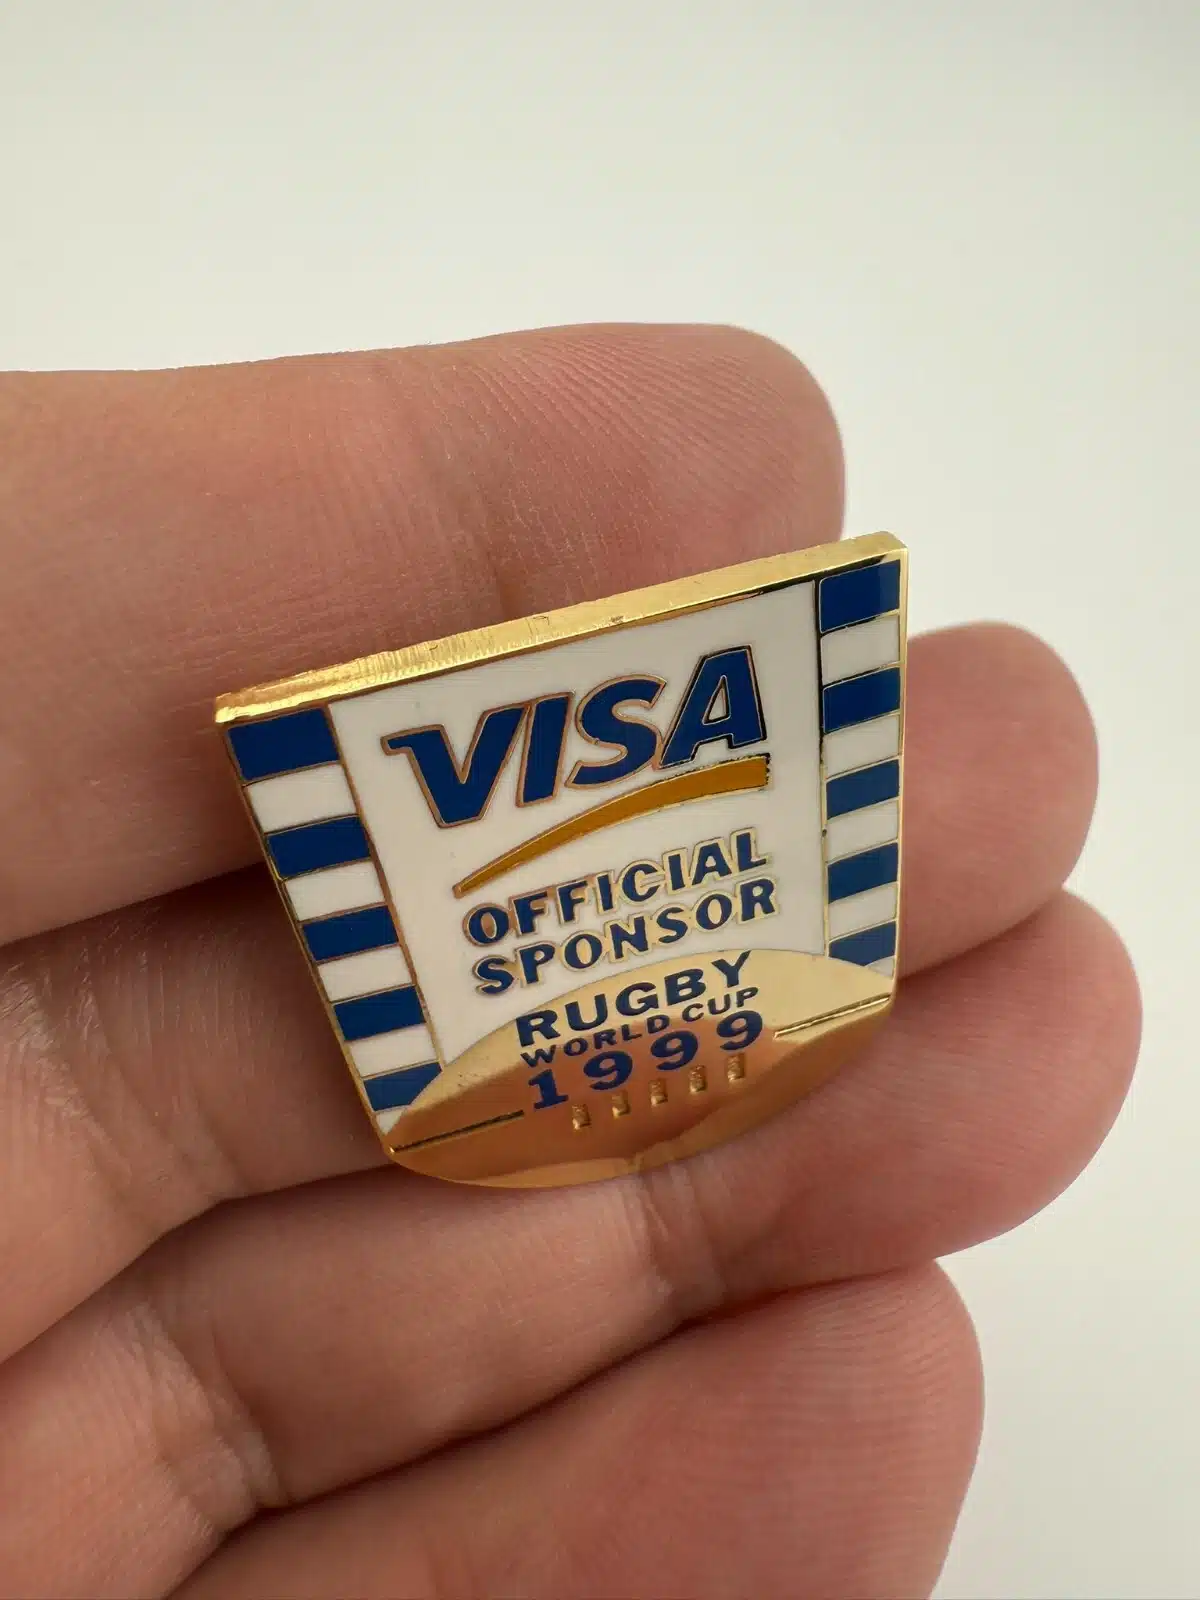 VISA
OFFICIAL
SPONSOR
RUGBY
WORLD CUP
1999